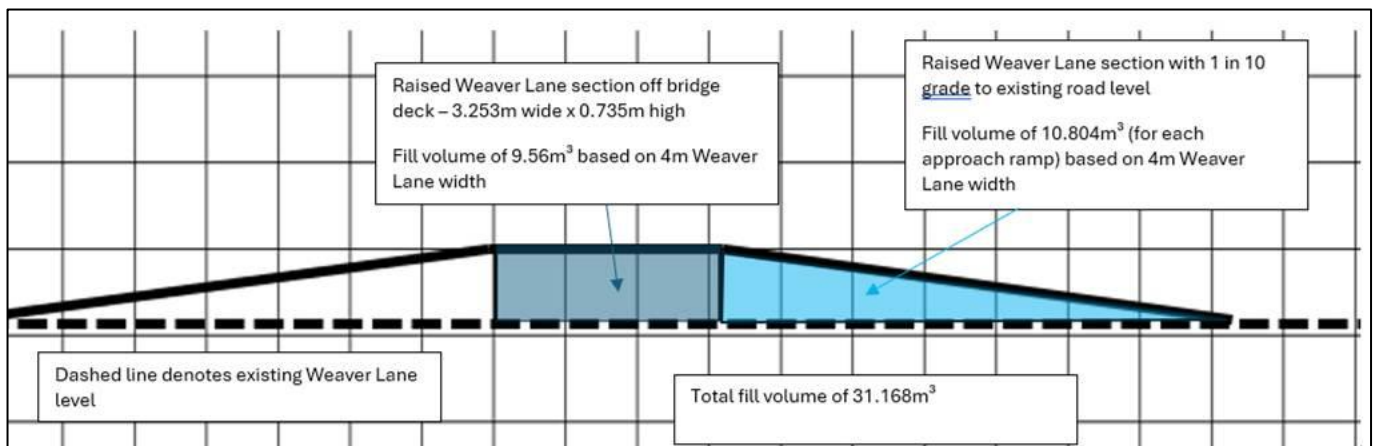 Raised Weaver Lane section off bridge
deck – 3.253m wide x 0.735m high
Fill volume of 9.56m³ based on 4m Weaver
Lane width
Raised Weaver Lane section with 1 in 10
grade to existing road level
Fill volume of 10.804m³ (for each
approach ramp) based on 4m Weaver
Lane width
Dashed line denotes existing Weaver Lane
level
Total fill volume of 31.168m³